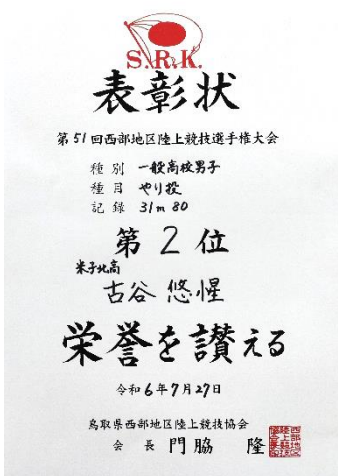 S.R.K.
表彰状
第51回西部地区陸上競技選手権大会
種別 一般高校男子
種目 やり投
記録 31m 80
第2位
米子北高
古谷 悠惺
栄誉を讃える
令和6年7月27日
鳥取県西部地区陸上競技協会
会長 門脇 隆